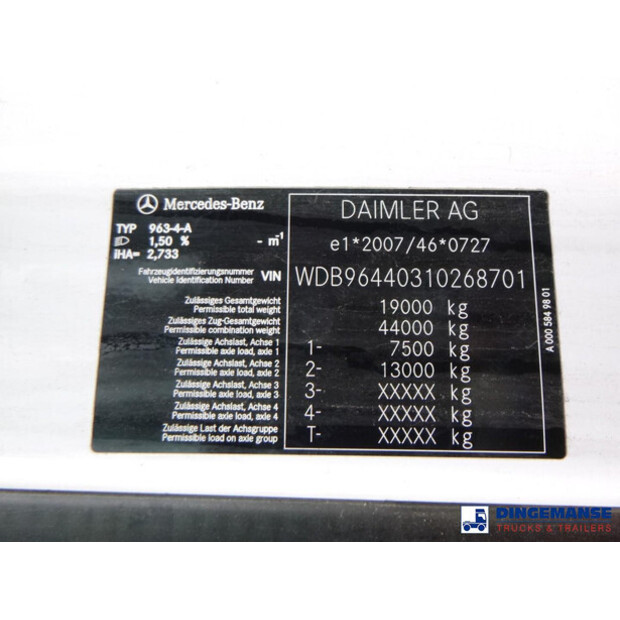 Mercedes-Benz
TYP 963-4-A
1,50 % - m⁻¹
iHA= 2,733
Fahrzeugidentifizierungsnummer
Vehicle Identification Number VIN
Zulässiges Gesamtgewicht
Permissible total weight
Zulässiges Zug-Gesamtgewicht
Permissible combination weight
Zulässige Achslast, Achse 1
Permissible axle load, axle 1
Zulässige Achslast, Achse 2
Permissible axle load, axle 2
Zulässige Achslast, Achse 3
Permissible axle load, axle 3
Zulässige Achslast, Achse 4
Permissible axle load, axle 4
Zulässige Last der Achsgruppe
Permissible load on axle group
DAIMLER AG
e1*2007/46*0727
WDB96440310268701
19000 kg
44000 kg
1- 7500 kg
2- 13000 kg
3- XXXXX kg
4- XXXXX kg
T- XXXXX kg
A 000 584 98 01
DINGEMANSE
TRUCKS & TRAILERS